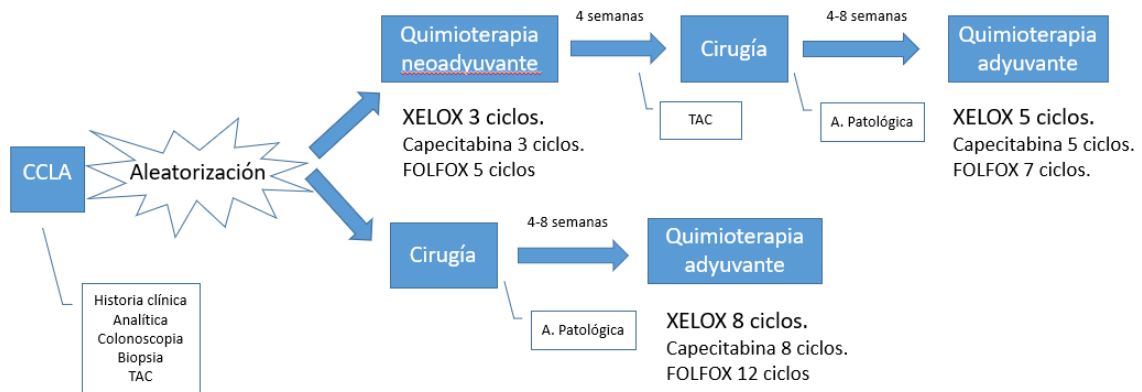 Quimioterapia
neoadyuvante
4 semanas
Cirugía
4-8 semanas
Quimioterapia
adyuvante
TAC
A. Patológica
XELOX 3 ciclos.
Capecitabina 3 ciclos.
FOLFOX 5 ciclos
XELOX 5 ciclos.
Capecitabina 5 ciclos.
FOLFOX 7 ciclos.
CCLA
Aleatorización
Historia clínica
Analítica
Colonoscopia
Biopsia
TAC
Cirugía
4-8 semanas
Quimioterapia
adyuvante
A. Patológica
XELOX 8 ciclos.
Capecitabina 8 ciclos.
FOLFOX 12 ciclos